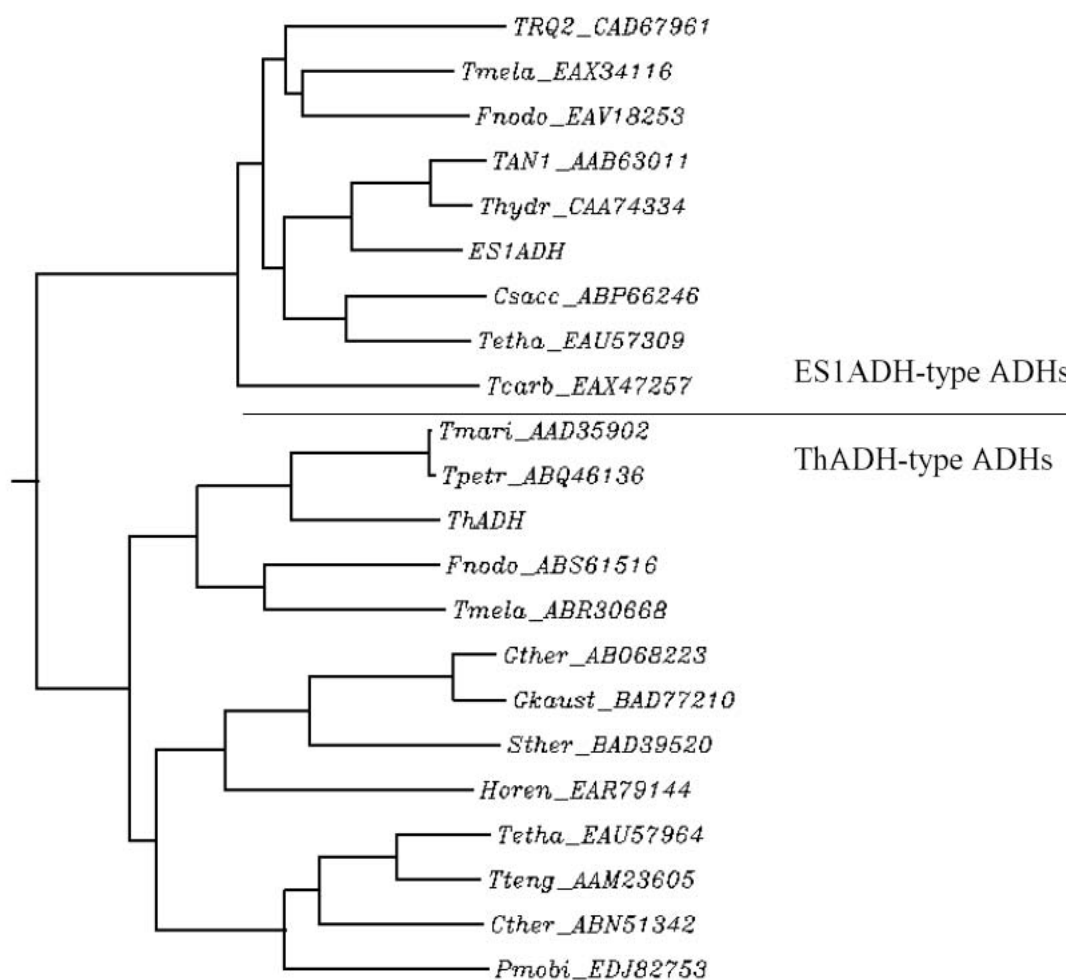 TRQ2_CAD67961
Tmela_EAX34116
Fnodo_EAV18253
TAN1_AAB63011
Thydr_CAA74334
ES1ADH
Csacc_ABP66246
Tetha_EAU57309
Tcarb_EAX47257
ES1ADH-type ADHs
Tmari_AAD35902
ThADH-type ADHs
Tpetr_ABQ46136
ThADH
Fnodo_ABS61516
Tmela_ABR30668
Gther_ABO68223
Gkaust_BAD77210
Sther_BAD39520
Horen_EAR79144
Tetha_EAU57964
Tteng_AAM23605
Cther_ABN51342
Pmobi_EDJ82753